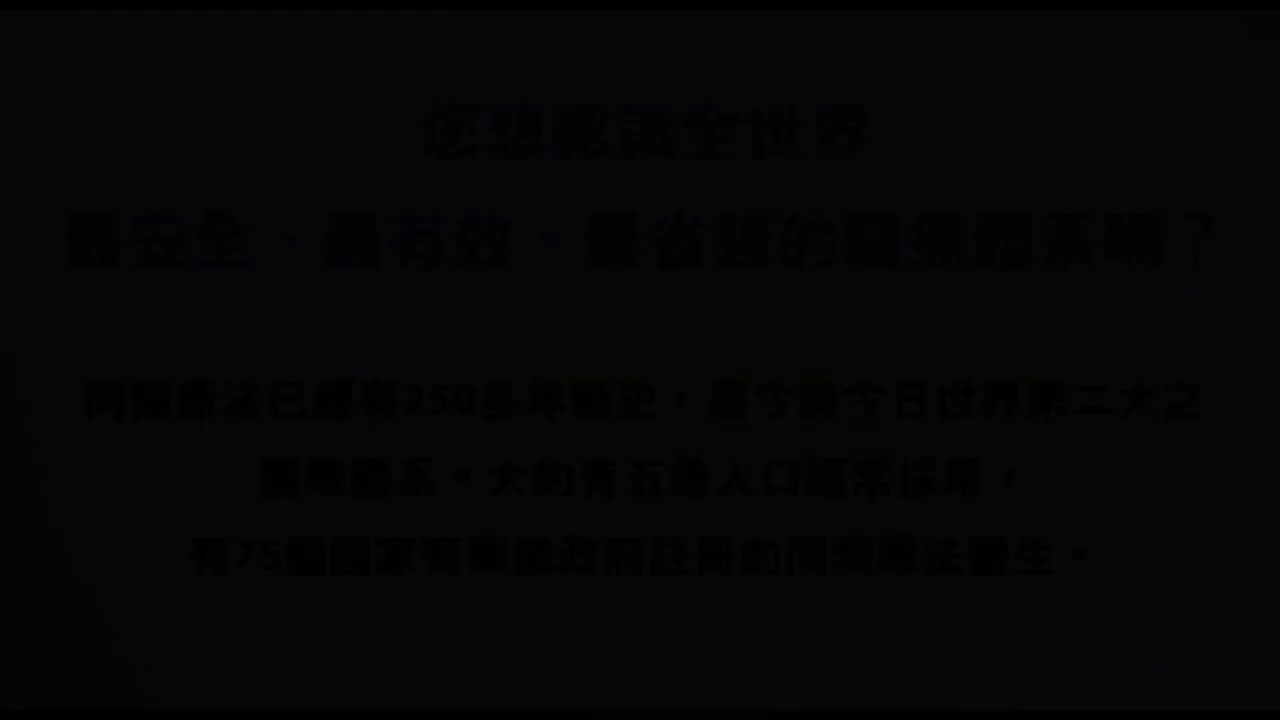 您想認識全世界
最安全、最有效、最省錢的醫療體系嗎？
同類療法已經有250多年歷史，是今時今日世界第二大之
醫療體系。大約有五億人口經常採用，
有75個國家有專業政府註冊的同類療法醫生。